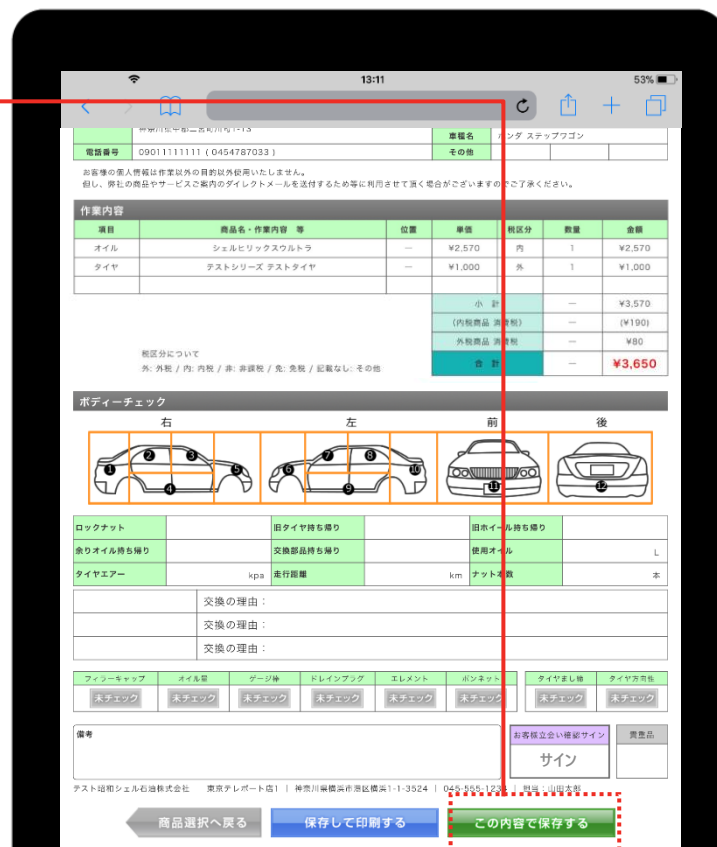 13:11 53%
車種名 ホンダ ステップワゴン
電話番号 09011111111 ( 0454787033 ) その他
お客様の個人情報は作業以外の目的以外使用いたしません。
但し、弊社の商品やサービスご案内のダイレクトメールを送付するため等に利用させて頂く場合がございますのでご了承ください。
作業内容
項目 商品名・作業内容 等 位置 単価 税区分 数量 金額
オイル シェルヒリックスウルトラ — ¥2,570 内 1 ¥2,570
タイヤ テストシリーズ テストタイヤ — ¥1,000 外 1 ¥1,000
小 計 — ¥3,570
(内税商品 消費税) — (¥190)
外税商品 消費税 — ¥80
税区分について
外: 外税 / 内: 内税 / 非: 非課税 / 免: 免税 / 記載なし: その他
合 計 — ¥3,650
ボディーチェック
右 左 前 後
❶ ❷ ❸ ❹ ❺ ❻ ❼ ❽ ❾ ❿ ⓫ ⓬
ロックナット 旧タイヤ持ち帰り 旧ホイール持ち帰り
余りオイル持ち帰り 交換部品持ち帰り 使用オイル L
タイヤエアー kpa 走行距離 km ナット本数 本
交換の理由:
交換の理由:
交換の理由:
フィラーキャップ オイル量 ゲージ棒 ドレインプラグ エレメント ボンネット タイヤまし締 タイヤ方向性
未チェック 未チェック 未チェック 未チェック 未チェック 未チェック 未チェック 未チェック
備考 お客様立会い確認サイン 貴重品
サイン
テスト昭和シェル石油株式会社 東京テレポート店1 | 神奈川県横浜市港区横浜1-1-3524 | 045-555-1234 | 担当:山田太郎
商品選択へ戻る 保存して印刷する この内容で保存する